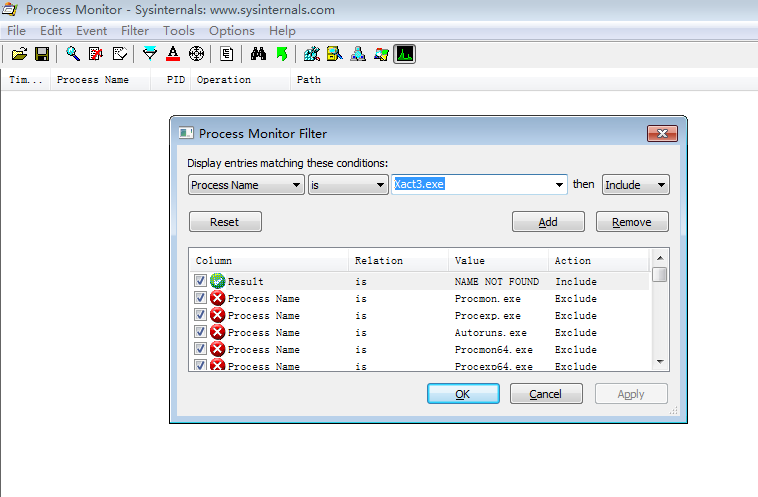 Process Monitor - Sysinternals: www.sysinternals.com
File Edit Event Filter Tools Options Help
Tim... Process Name PID Operation Path
Process Monitor Filter
Display entries matching these conditions:
Process Name is Xact3.exe then Include
Reset Add Remove
Column Relation Value Action
Result is NAME NOT FOUND Include
Process Name is Procmon.exe Exclude
Process Name is Procexp.exe Exclude
Process Name is Autoruns.exe Exclude
Process Name is Procmon64.exe Exclude
Process Name is Procexp64.exe Exclude
OK Cancel Apply